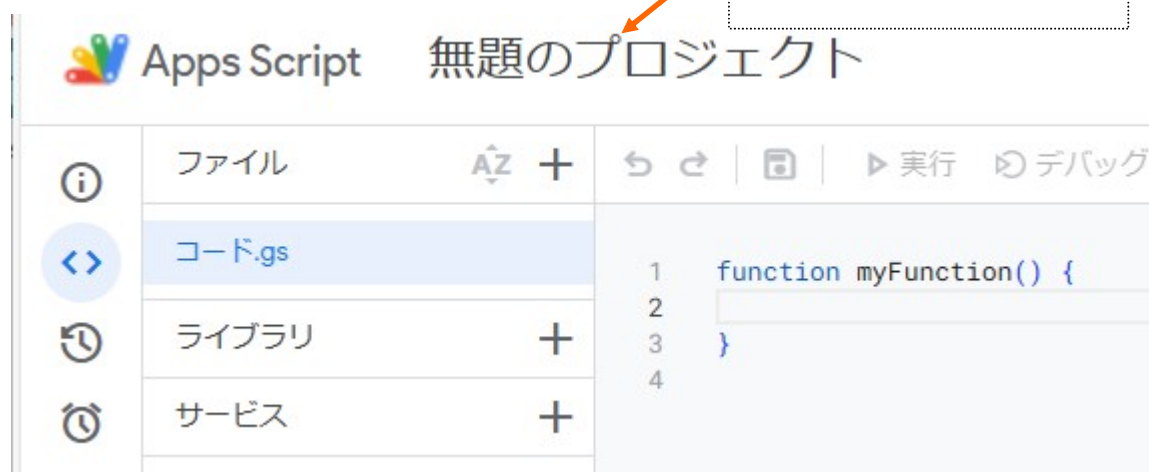 Apps Script 無題のプロジェクト
ファイル AZ 実行 デバッグ
コード.gs
1 function myFunction() {
2
ライブラリ
3 }
4
サービス